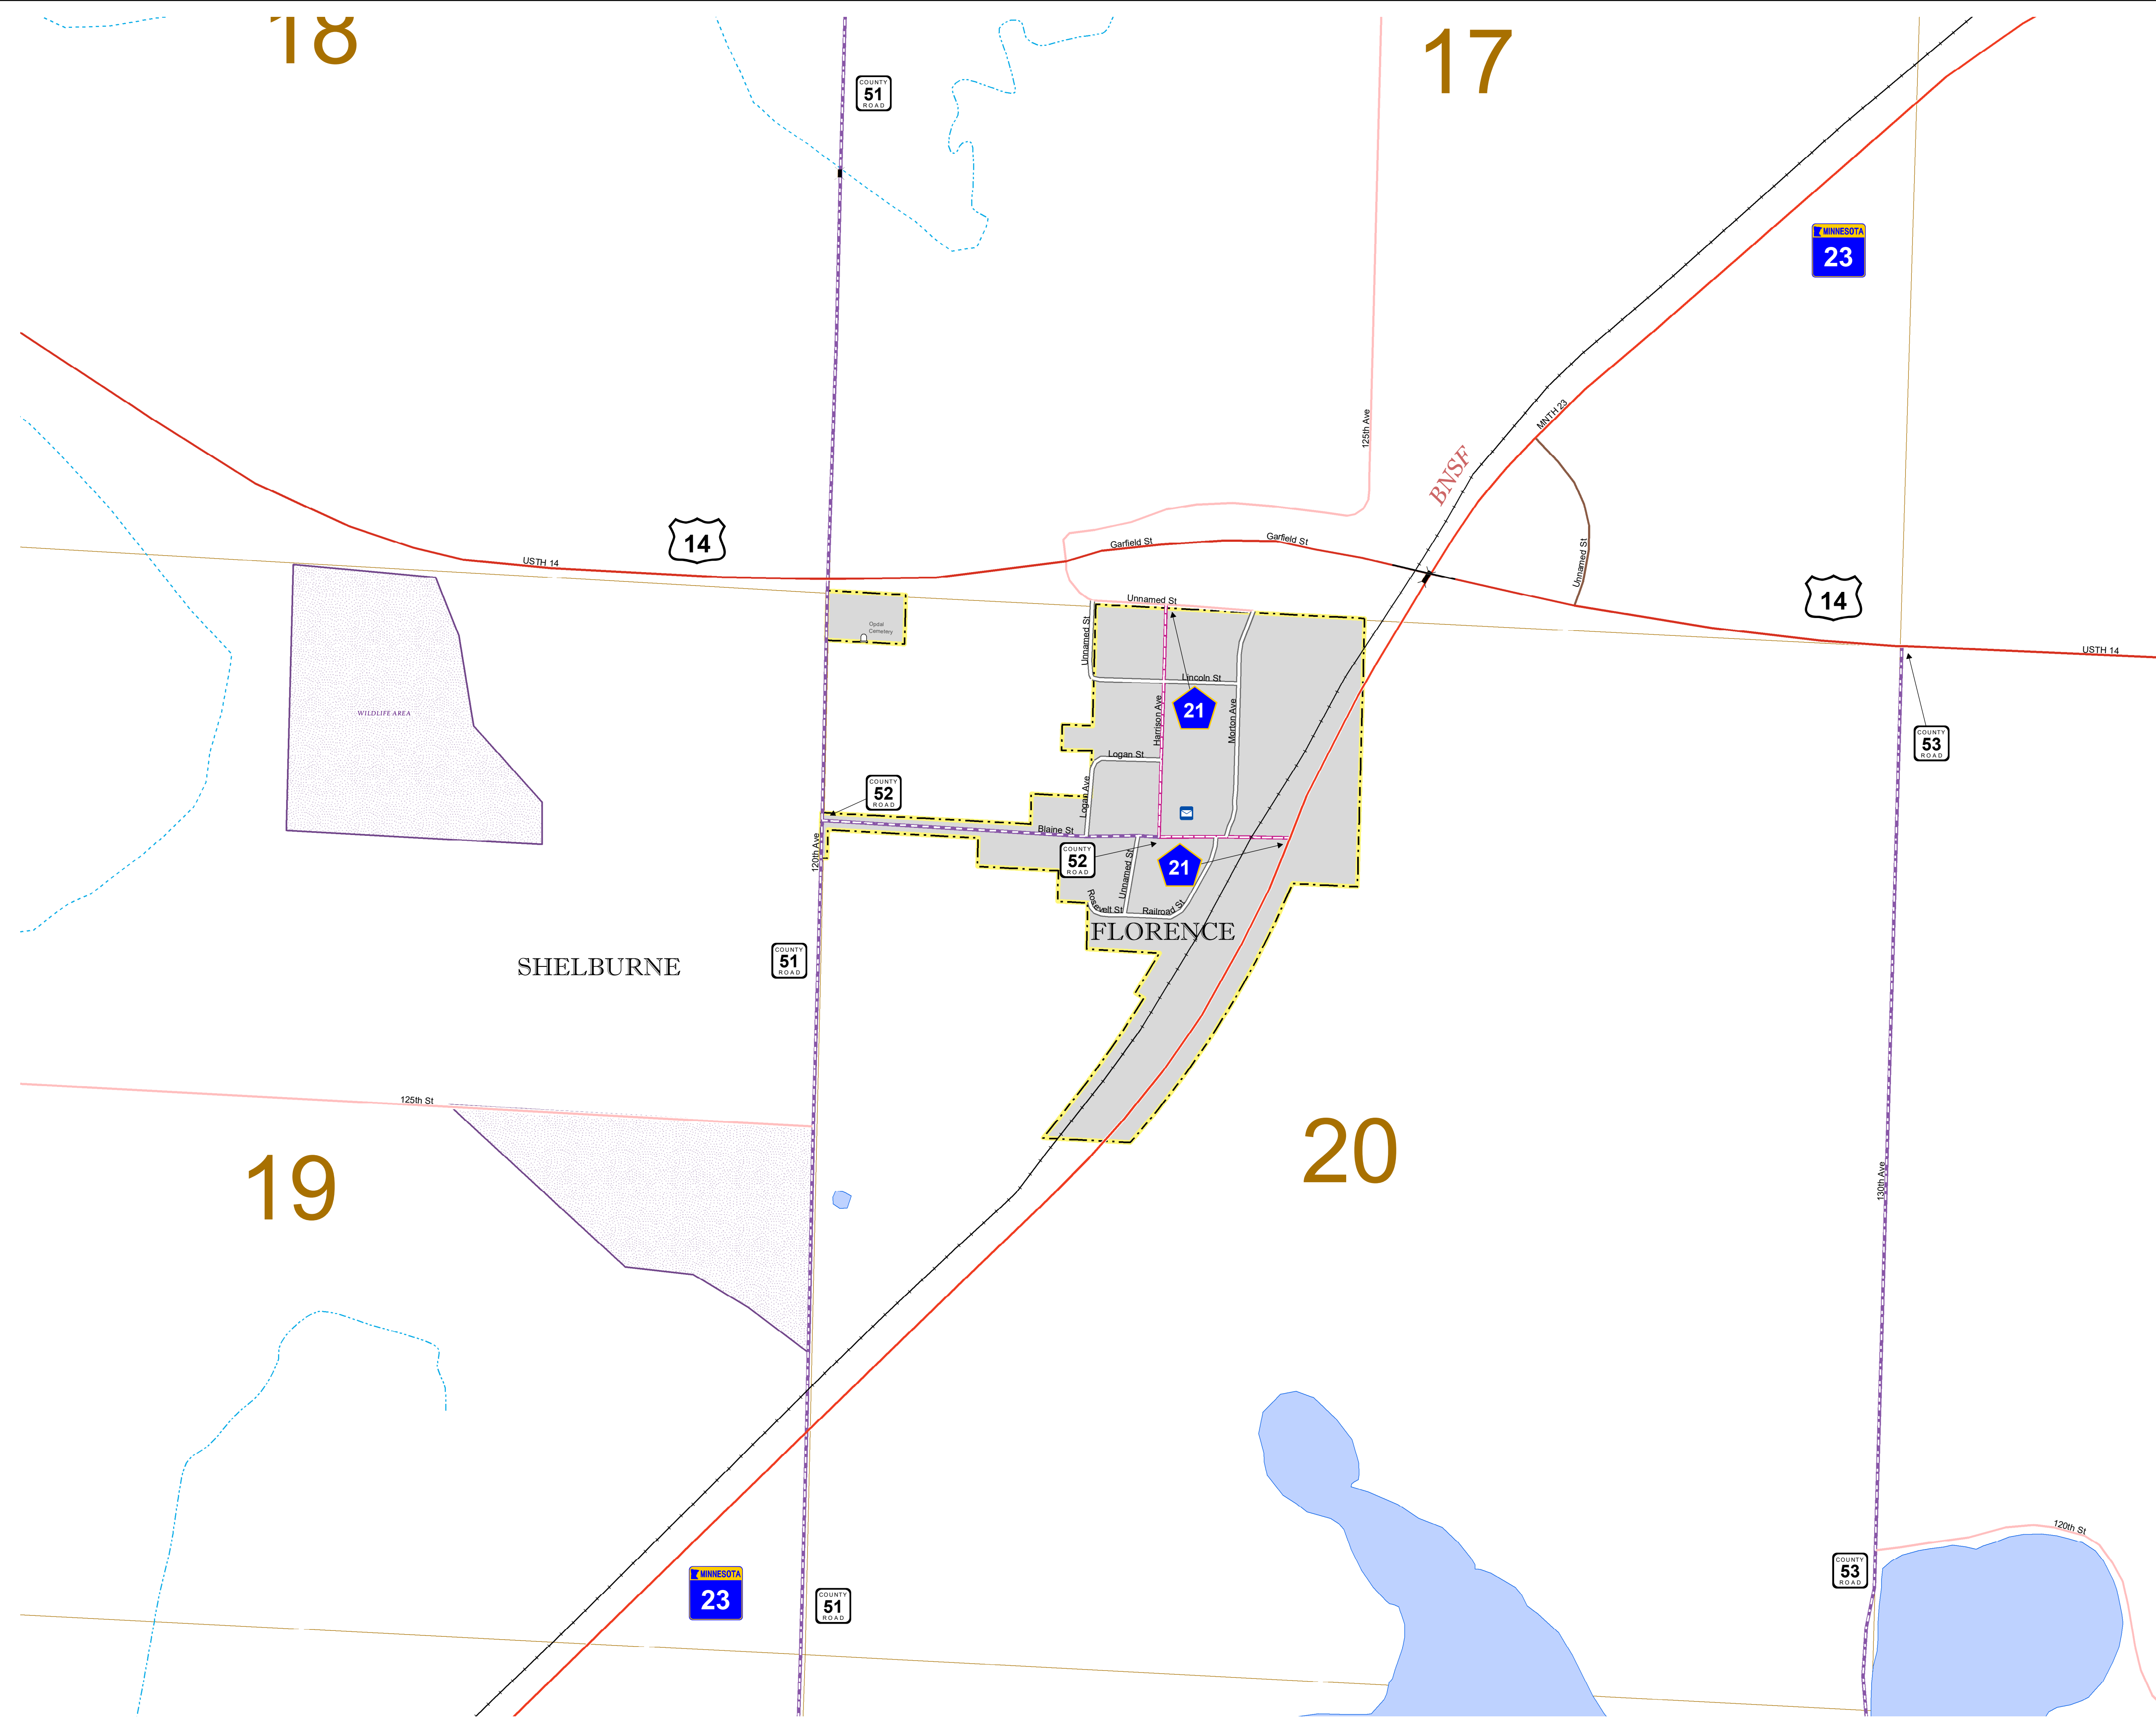 18
17
COUNTY
51
ROAD
MINNESOTA
23
MNTH 23
125th Ave
BNSF
14
USTH 14
Garfield St
Garfield St
Unnamed St
14
USTH 14
Unnamed St
Opdal
Cemetery
Unnamed St
Lincoln St
WILDLIFE AREA
21
Harrison Ave
Morton Ave
COUNTY
53
ROAD
Logan St
COUNTY
52
ROAD
Logan Ave
Blaine St
120th Ave
COUNTY
52
ROAD
21
Unnamed St
Rosevelt St
Railroad St
FLORENCE
COUNTY
51
ROAD
SHELBURNE
125th St
19
20
130th Ave
120th St
COUNTY
53
ROAD
MINNESOTA
23
COUNTY
51
ROAD